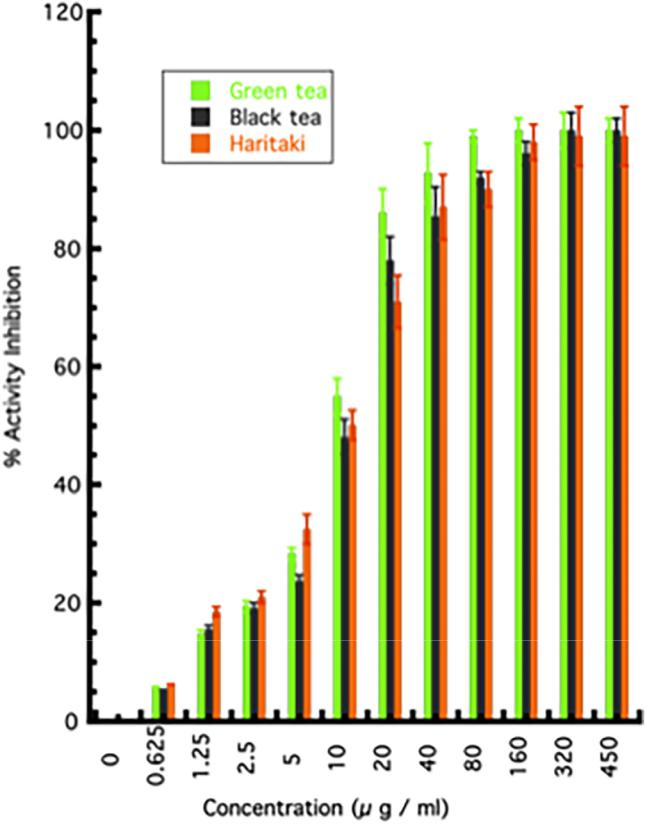 120
100
80
60
40
20
0
% Activity Inhibition
Green tea
Black tea
Haritaki
0 0.625 1.25 2.5 5 10 20 40 80 160 320 450
Concentration (μ g / ml)